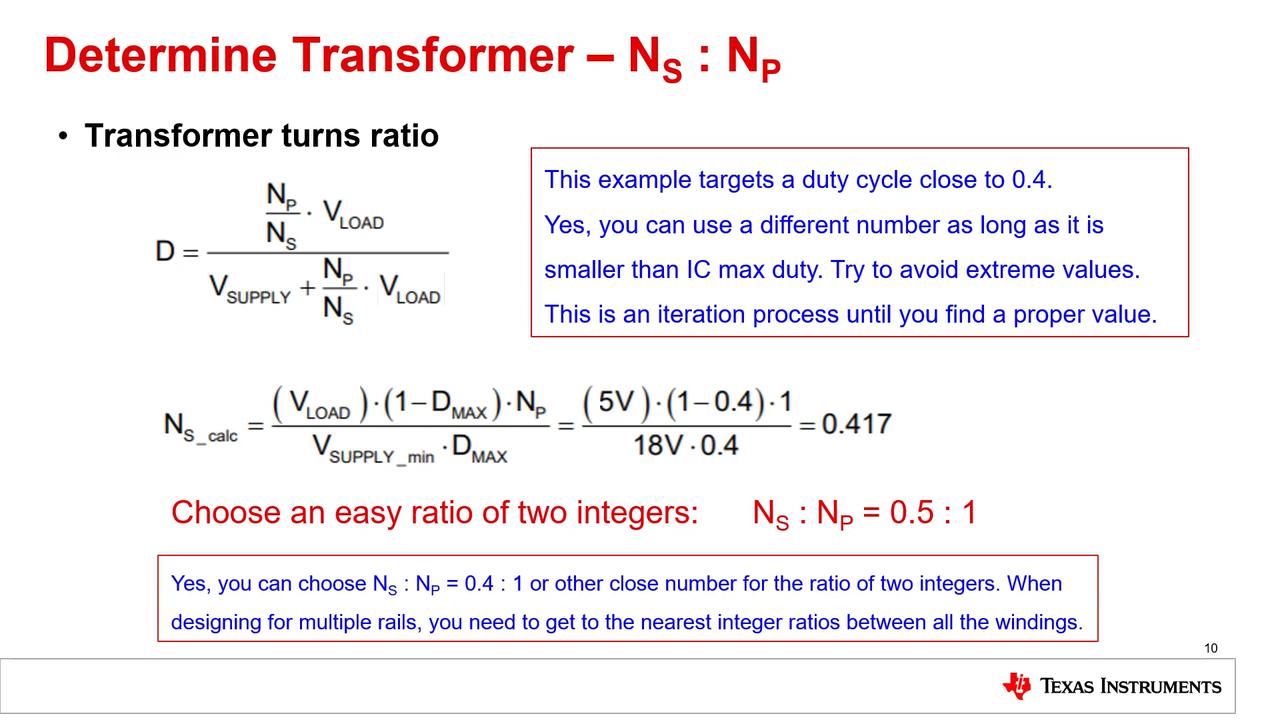 Determine Transformer – NS : NP
• Transformer turns ratio
D = (NP/NS · VLOAD) / (VSUPPLY + NP/NS · VLOAD)
This example targets a duty cycle close to 0.4.
Yes, you can use a different number as long as it is
smaller than IC max duty. Try to avoid extreme values.
This is an iteration process until you find a proper value.
NS_calc = ((VLOAD)·(1−DMAX)·NP) / (VSUPPLY_min·DMAX) = ((5V)·(1−0.4)·1) / (18V·0.4) = 0.417
Choose an easy ratio of two integers: NS : NP = 0.5 : 1
Yes, you can choose NS : NP = 0.4 : 1 or other close number for the ratio of two integers. When
designing for multiple rails, you need to get to the nearest integer ratios between all the windings.
10
TEXAS INSTRUMENTS